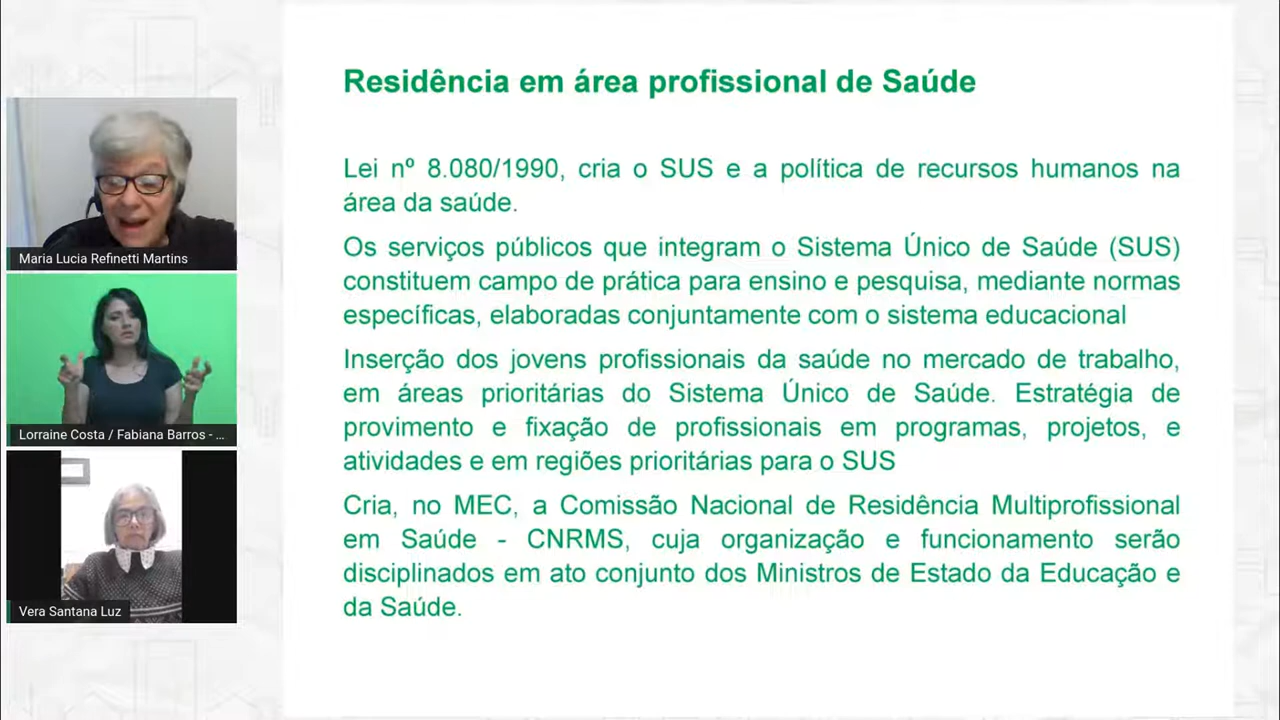 Residência em área profissional de Saúde
Lei nº 8.080/1990, cria o SUS e a política de recursos humanos na
área da saúde.
Os serviços públicos que integram o Sistema Único de Saúde (SUS)
constituem campo de prática para ensino e pesquisa, mediante normas
específicas, elaboradas conjuntamente com o sistema educacional
Inserção dos jovens profissionais da saúde no mercado de trabalho,
em áreas prioritárias do Sistema Único de Saúde. Estratégia de
provimento e fixação de profissionais em programas, projetos, e
atividades e em regiões prioritárias para o SUS
Cria, no MEC, a Comissão Nacional de Residência Multiprofissional
em Saúde - CNRMS, cuja organização e funcionamento serão
disciplinados em ato conjunto dos Ministros de Estado da Educação e
da Saúde.
Maria Lucia Refinetti Martins
Lorraine Costa / Fabiana Barros - ...
Vera Santana Luz